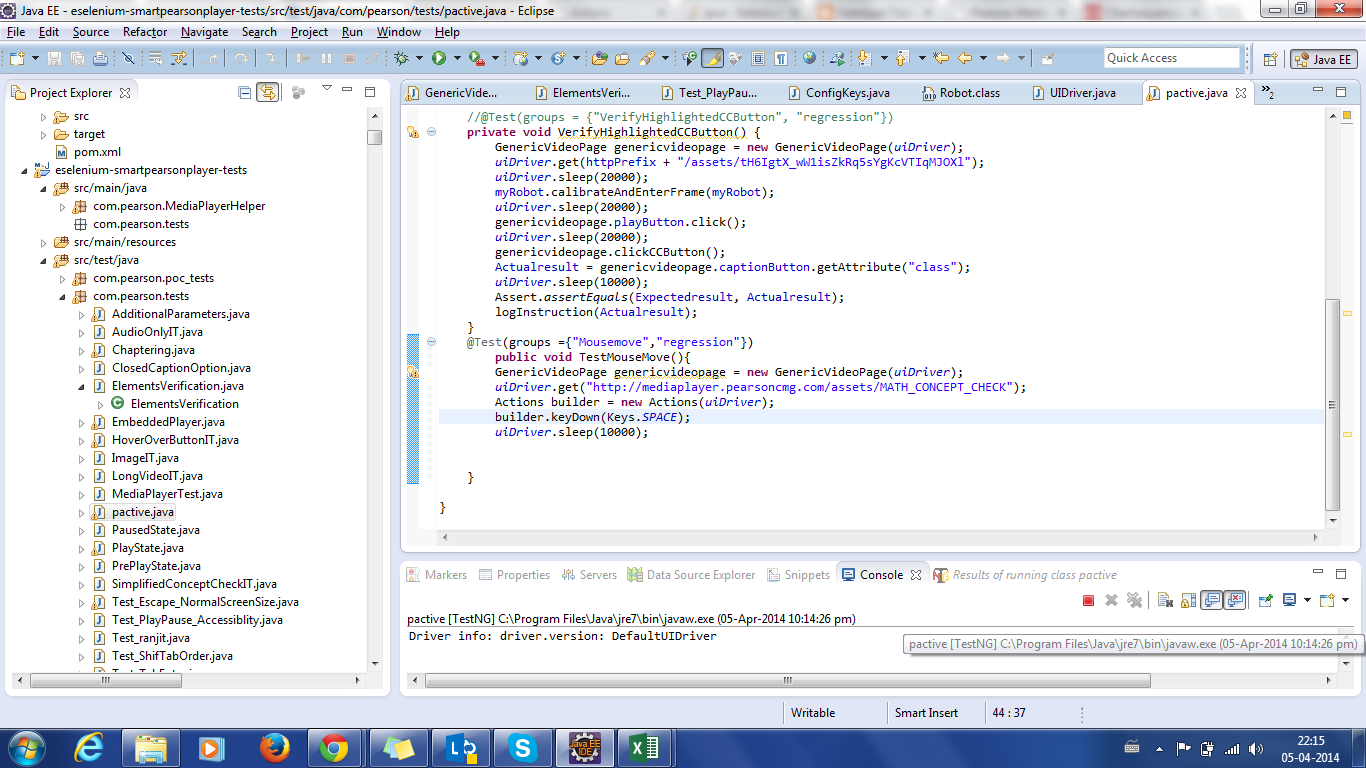 Java EE - eselenium-smartpearsonplayer-tests/src/test/java/com/pearson/tests/pactive.java - Eclipse
File Edit Source Refactor Navigate Search Project Run Window Help
Quick Access
Java EE
Project Explorer
src
target
pom.xml
eselenium-smartpearsonplayer-tests
src/main/java
com.pearson.MediaPlayerHelper
com.pearson.tests
src/main/resources
src/test/java
com.pearson.poc_tests
com.pearson.tests
AdditionalParameters.java
AudioOnlyIT.java
Chaptering.java
ClosedCaptionOption.java
ElementsVerification.java
ElementsVerification
EmbeddedPlayer.java
HoverOverButtonIT.java
ImageIT.java
LongVideoIT.java
MediaPlayerTest.java
pactive.java
PausedState.java
PlayState.java
PrePlayState.java
SimplifiedConceptCheckIT.java
Test_Escape_NormalScreenSize.java
Test_PlayPause_Accessiblity.java
Test_ranjit.java
Test_ShifTabOrder.java
GenericVide... ElementsVeri... Test_PlayPau... ConfigKeys.java Robot.class UIDriver.java pactive.java »2
//@Test(groups = {"VerifyHighlightedCCButton", "regression"})
private void VerifyHighlightedCCButton() {
GenericVideoPage genericvideopage = new GenericVideoPage(uiDriver);
uiDriver.get(httpPrefix + "/assets/tH6IgtX_wW1isZkRq5sYgKcVTIqMJOXl");
uiDriver.sleep(20000);
myRobot.calibrateAndEnterFrame(myRobot);
uiDriver.sleep(20000);
genericvideopage.playButton.click();
uiDriver.sleep(20000);
genericvideopage.clickCCButton();
Actualresult = genericvideopage.captionButton.getAttribute("class");
uiDriver.sleep(10000);
Assert.assertEquals(Expectedresult, Actualresult);
logInstruction(Actualresult);
}
@Test(groups ={"Mousemove","regression"})
public void TestMouseMove(){
GenericVideoPage genericvideopage = new GenericVideoPage(uiDriver);
uiDriver.get("http://mediaplayer.pearsoncmg.com/assets/MATH_CONCEPT_CHECK");
Actions builder = new Actions(uiDriver);
builder.keyDown(Keys.SPACE);
uiDriver.sleep(10000);
}
}
Markers Properties Servers Data Source Explorer Snippets Console Results of running class pactive
pactive [TestNG] C:\Program Files\Java\jre7\bin\javaw.exe (05-Apr-2014 10:14:26 pm)
Driver info: driver.version: DefaultUIDriver
pactive [TestNG] C:\Program Files\Java\jre7\bin\javaw.exe (05-Apr-2014 10:14:26 pm)
Writable Smart Insert 44 : 37
22:15
05-04-2014